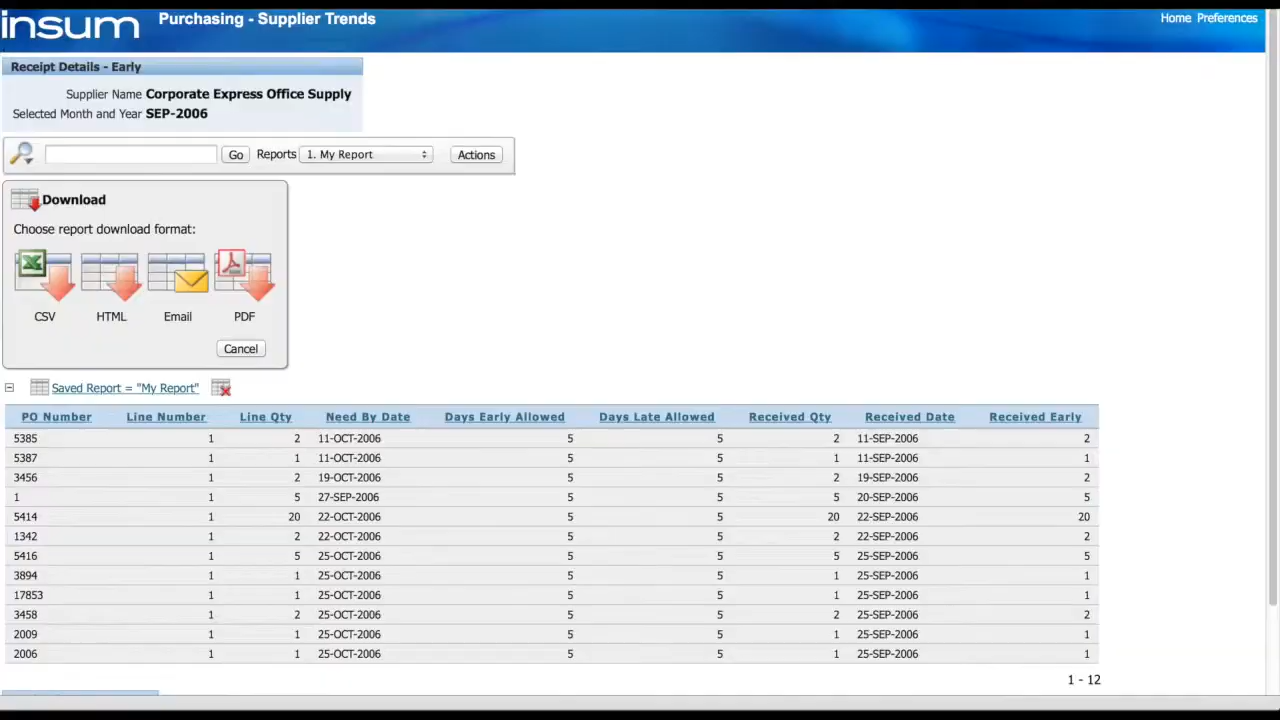 insum
Purchasing - Supplier Trends
Home Preferences
Receipt Details - Early
Supplier Name Corporate Express Office Supply
Selected Month and Year SEP-2006
Go Reports 1. My Report Actions
Download
Choose report download format:
CSV HTML Email PDF
Cancel
Saved Report = "My Report"
PO Number Line Number Line Qty Need By Date Days Early Allowed Days Late Allowed Received Qty Received Date Received Early
5385 1 2 11-OCT-2006 5 5 2 11-SEP-2006 2
5387 1 1 11-OCT-2006 5 5 1 11-SEP-2006 1
3456 1 2 19-OCT-2006 5 5 2 19-SEP-2006 2
1 1 5 27-SEP-2006 5 5 5 20-SEP-2006 5
5414 1 20 22-OCT-2006 5 5 20 22-SEP-2006 20
1342 1 2 22-OCT-2006 5 5 2 22-SEP-2006 2
5416 1 5 25-OCT-2006 5 5 5 25-SEP-2006 5
3894 1 1 25-OCT-2006 5 5 1 25-SEP-2006 1
17853 1 1 25-OCT-2006 5 5 1 25-SEP-2006 1
3458 1 2 25-OCT-2006 5 5 2 25-SEP-2006 2
2009 1 1 25-OCT-2006 5 5 1 25-SEP-2006 1
2006 1 1 25-OCT-2006 5 5 1 25-SEP-2006 1
1 - 12